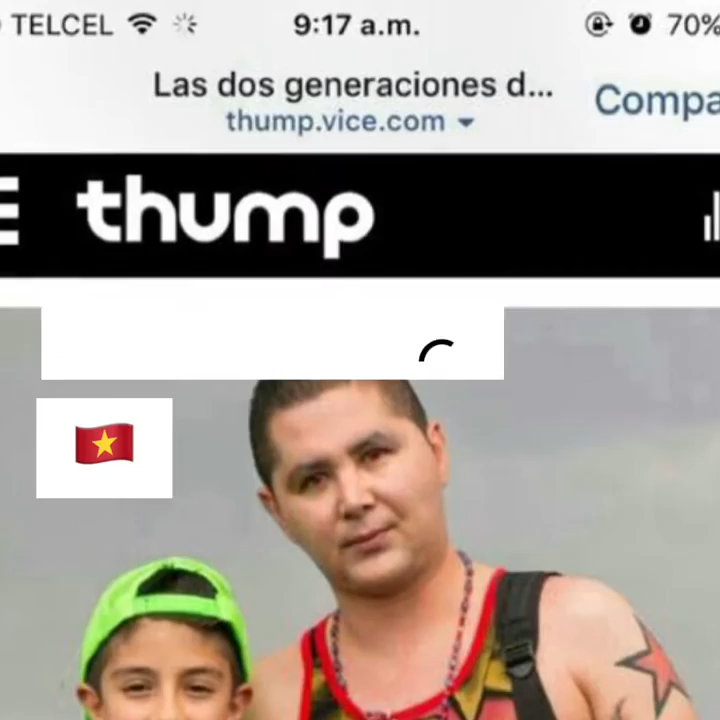 TELCEL 9:17 a.m. 70%
Las dos generaciones d...
thump.vice.com
Compa
thump